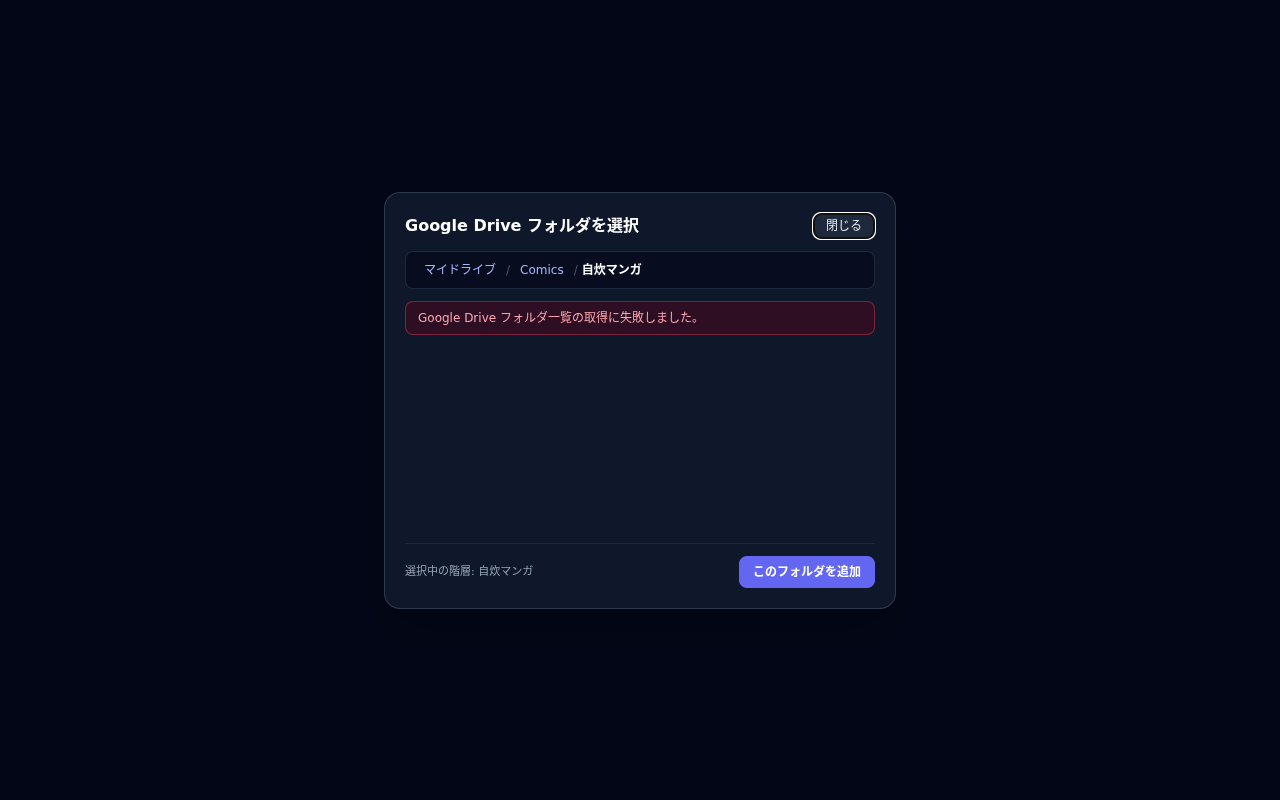 Google Drive フォルダを選択
閉じる
マイドライブ / Comics / 自炊マンガ
Google Drive フォルダ一覧の取得に失敗しました。
選択中の階層: 自炊マンガ
このフォルダを追加